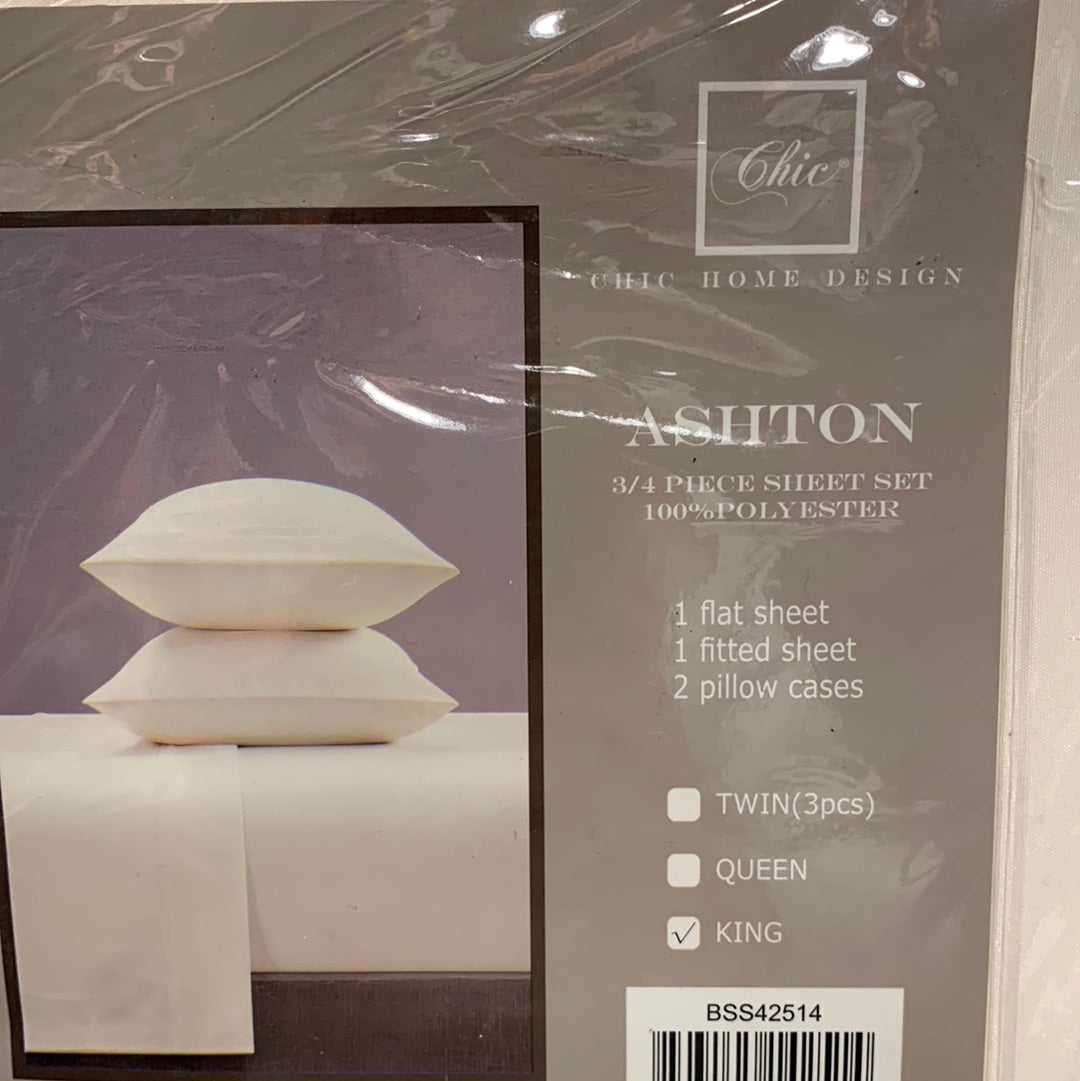 Chic®
CHIC HOME DESIGN
ASHTON
3/4 PIECE SHEET SET
100%POLYESTER
1 flat sheet
1 fitted sheet
2 pillow cases
TWIN(3pcs)
QUEEN
KING
BSS42514